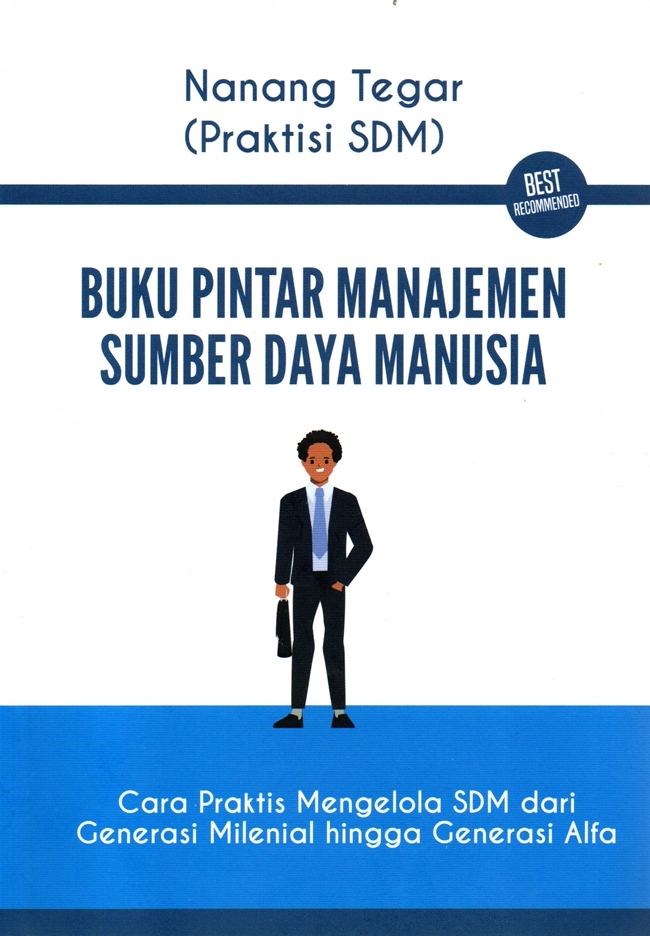 Nanang Tegar
(Praktisi SDM)
BEST
RECOMMENDED
BUKU PINTAR MANAJEMEN
SUMBER DAYA MANUSIA
Cara Praktis Mengelola SDM dari
Generasi Milenial hingga Generasi Alfa